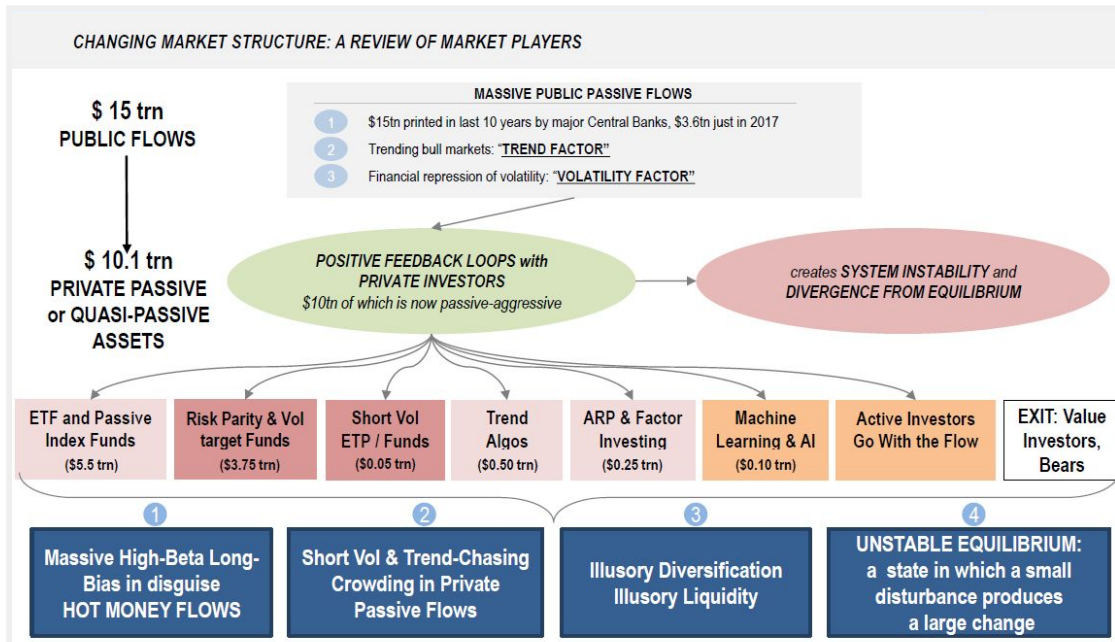 CHANGING MARKET STRUCTURE: A REVIEW OF MARKET PLAYERS
$ 15 trn
PUBLIC FLOWS
MASSIVE PUBLIC PASSIVE FLOWS
1 $15tn printed in last 10 years by major Central Banks, $3.6tn just in 2017
2 Trending bull markets: “TREND FACTOR”
3 Financial repression of volatility: “VOLATILITY FACTOR”
$ 10.1 trn
PRIVATE PASSIVE
or QUASI-PASSIVE
ASSETS
POSITIVE FEEDBACK LOOPS with
PRIVATE INVESTORS
$10tn of which is now passive-aggressive
creates SYSTEM INSTABILITY and
DIVERGENCE FROM EQUILIBRIUM
ETF and Passive
Index Funds
($5.5 trn)
Risk Parity & Vol
target Funds
($3.75 trn)
Short Vol
ETP / Funds
($0.05 trn)
Trend
Algos
($0.50 trn)
ARP & Factor
Investing
($0.25 trn)
Machine
Learning & AI
($0.10 trn)
Active Investors
Go With the Flow
EXIT: Value
Investors,
Bears
1
Massive High-Beta Long-
Bias in disguise
HOT MONEY FLOWS
2
Short Vol & Trend-Chasing
Crowding in Private
Passive Flows
3
Illusory Diversification
Illusory Liquidity
4
UNSTABLE EQUILIBRIUM:
a state in which a small
disturbance produces
a large change